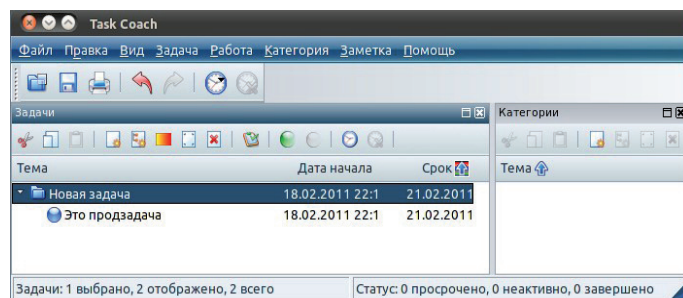 Task Coach
Файл Правка Вид Задача Работа Категория Заметка Помощь
Задачи
Категории
Тема Дата начала Срок
Тема
Новая задача 18.02.2011 22:1 21.02.2011
Это продзадача 18.02.2011 22:1 21.02.2011
Задачи: 1 выбрано, 2 отображено, 2 всего
Статус: 0 просрочено, 0 неактивно, 0 завершено